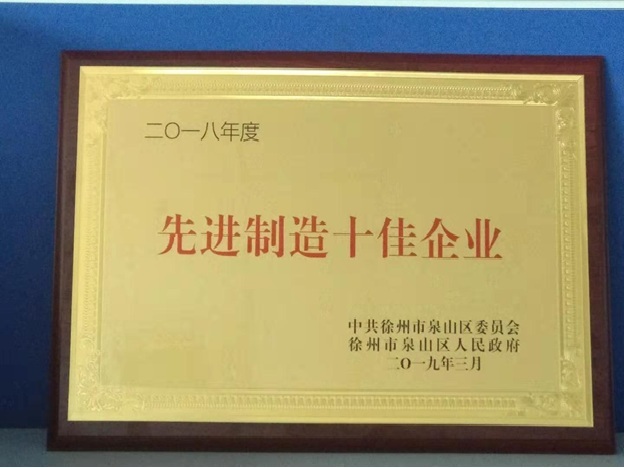 二〇一八年度
先进制造十佳企业
中共徐州市泉山区委员会
徐州市泉山区人民政府
二〇一九年三月